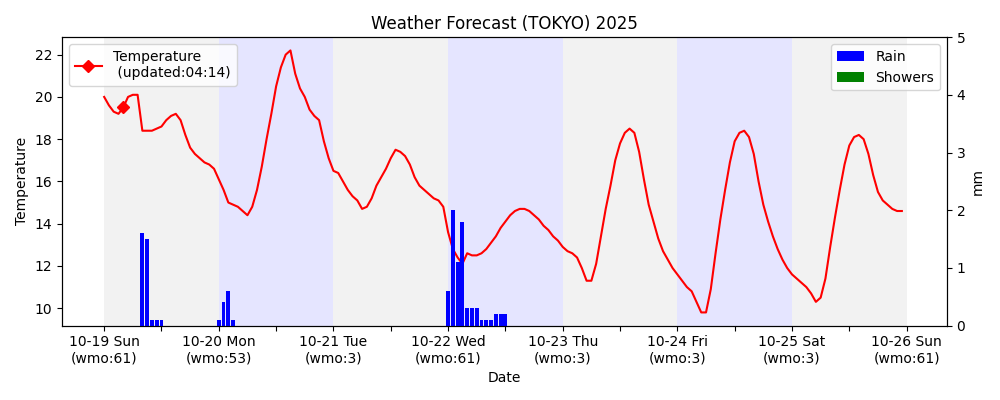 Weather Forecast (TOKYO) 2025
Temperature
(updated:04:14)
Rain
Showers
22
20
18
16
14
12
10
Temperature
5
4
3
2
1
0
mm
10-19 Sun
(wmo:61)
10-20 Mon
(wmo:53)
10-21 Tue
(wmo:3)
10-22 Wed
(wmo:61)
10-23 Thu
(wmo:3)
10-24 Fri
(wmo:3)
10-25 Sat
(wmo:3)
10-26 Sun
(wmo:61)
Date